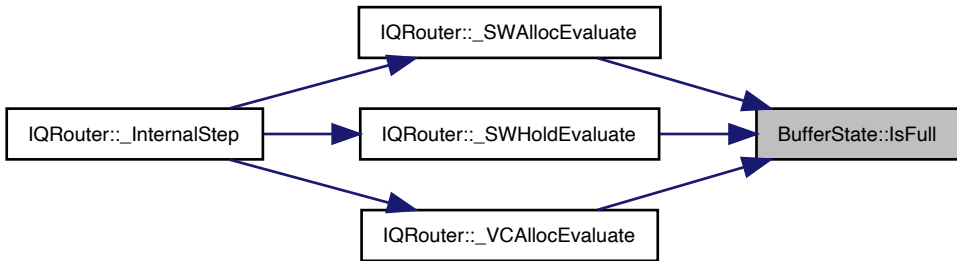 IQRouter::_SWAllocEvaluate
IQRouter::_InternalStep
IQRouter::_SWHoldEvaluate
BufferState::IsFull
IQRouter::_VCAllocEvaluate